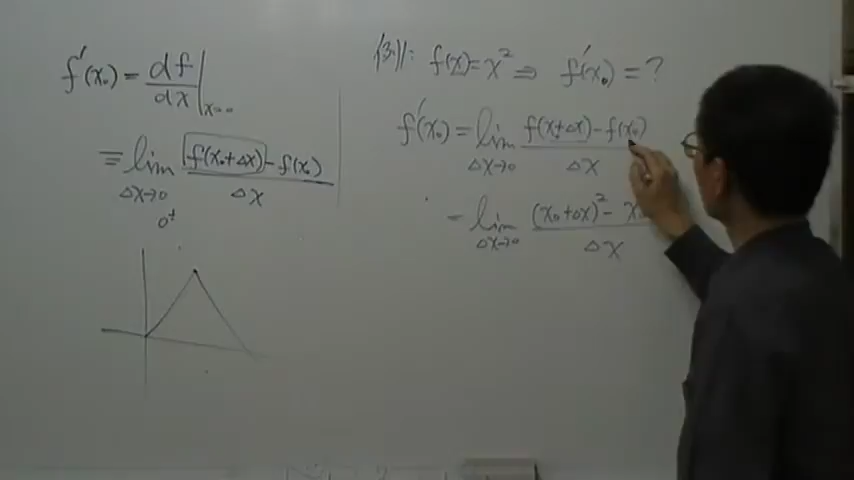 f'(x₀) = df/dx |x=x₀
≡ lim Δx→0 f(x₀+Δx)-f(x₀) / Δx
0⁺
例: f(x)=x² ⇒ f'(x₀) = ?
f'(x₀) = lim Δx→0 f(x+Δx)-f(x₀) / Δx
= lim Δx→0 (x₀+Δx)² - x₀ / Δx